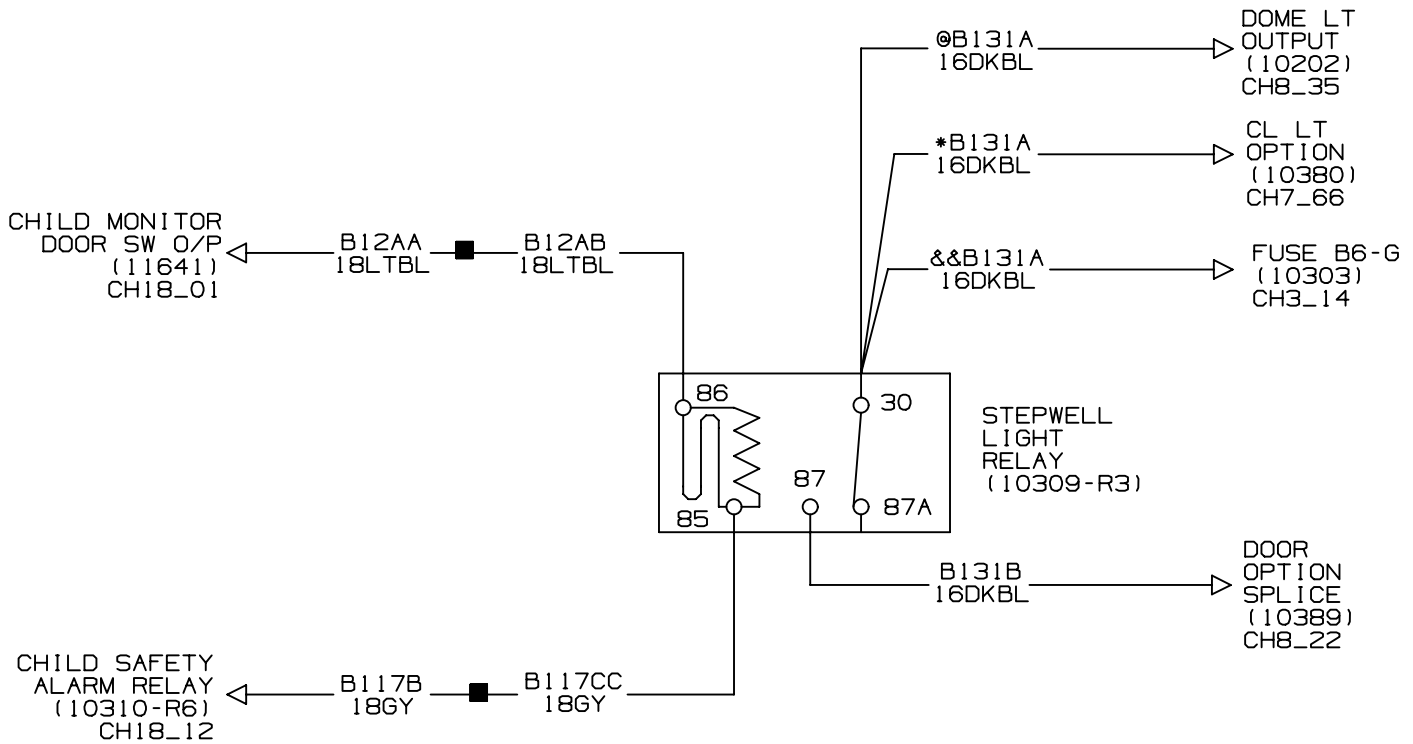 DOME LT
OUTPUT
(10202)
CH8_35
@B131A
16DKBL
CL LT
OPTION
(10380)
CH7_66
*B131A
16DKBL
FUSE B6-G
(10303)
CH3_14
&&B131A
16DKBL
CHILD MONITOR
DOOR SW O/P
(11641)
CH18_01
B12AA
18LTBL
B12AB
18LTBL
86
30
87
85
87A
STEPWELL
LIGHT
RELAY
(10309-R3)
B131B
16DKBL
DOOR
OPTION
SPLICE
(10389)
CH8_22
CHILD SAFETY
ALARM RELAY
(10310-R6)
CH18_12
B117B
18GY
B117CC
18GY